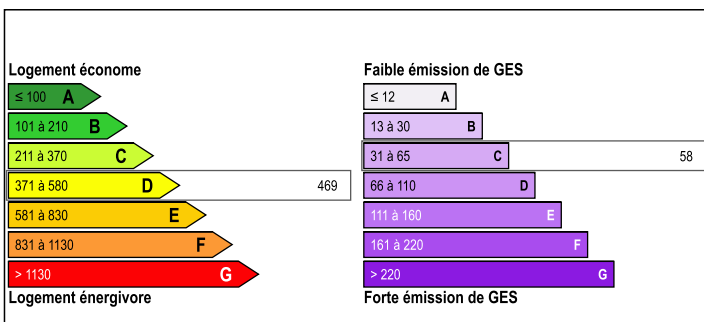 Logement économe
≤ 100 A
101 à 210 B
211 à 370 C
371 à 580 D 469
581 à 830 E
831 à 1130 F
> 1130 G
Logement énergivore
Faible émission de GES
≤ 12 A
13 à 30 B
31 à 65 C 58
66 à 110 D
111 à 160 E
161 à 220 F
> 220 G
Forte émission de GES